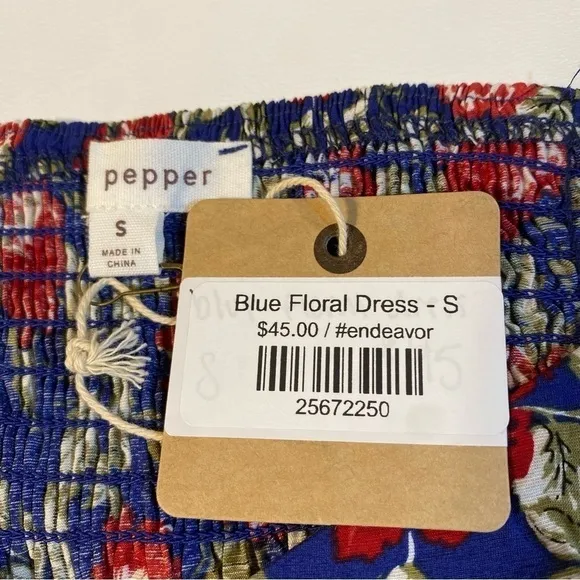 pepper
S
MADE IN
CHINA
Blue Floral Dress - S
$45.00 / #endeavor
25672250